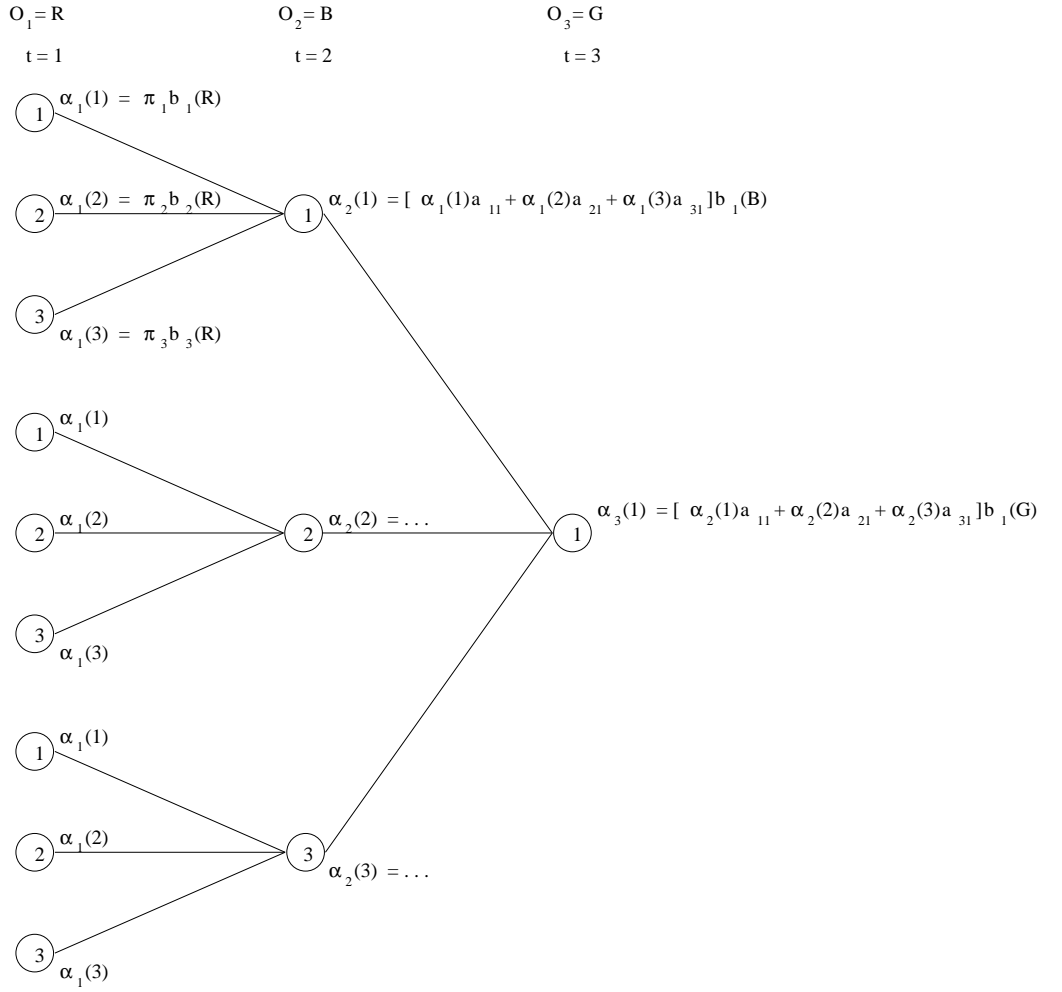 O₁= R O₂= B O₃= G
t = 1 t = 2 t = 3
1 α₁(1) = π₁b₁(R)
2 α₁(2) = π₂b₂(R) 1 α₂(1) = [ α₁(1)a₁₁ + α₁(2)a₂₁ + α₁(3)a₃₁ ]b₁(B)
3 α₁(3) = π₃b₃(R)
1 α₁(1)
2 α₁(2) 2 α₂(2) = . . . 1 α₃(1) = [ α₂(1)a₁₁ + α₂(2)a₂₁ + α₂(3)a₃₁ ]b₁(G)
3 α₁(3)
1 α₁(1)
2 α₁(2) 3 α₂(3) = . . .
3 α₁(3)